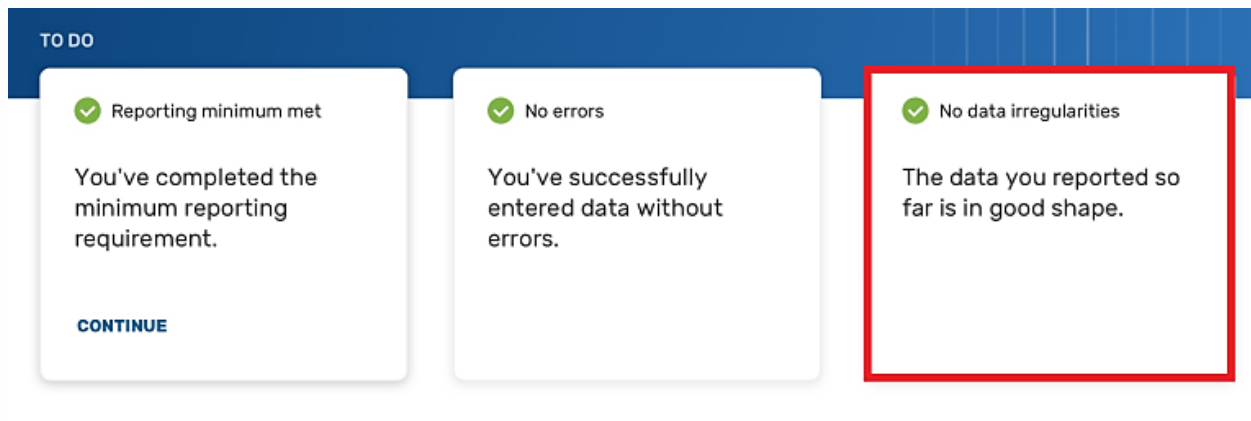 TO DO
Reporting minimum met
You've completed the
minimum reporting
requirement.
CONTINUE
No errors
You've successfully
entered data without
errors.
No data irregularities
The data you reported so
far is in good shape.